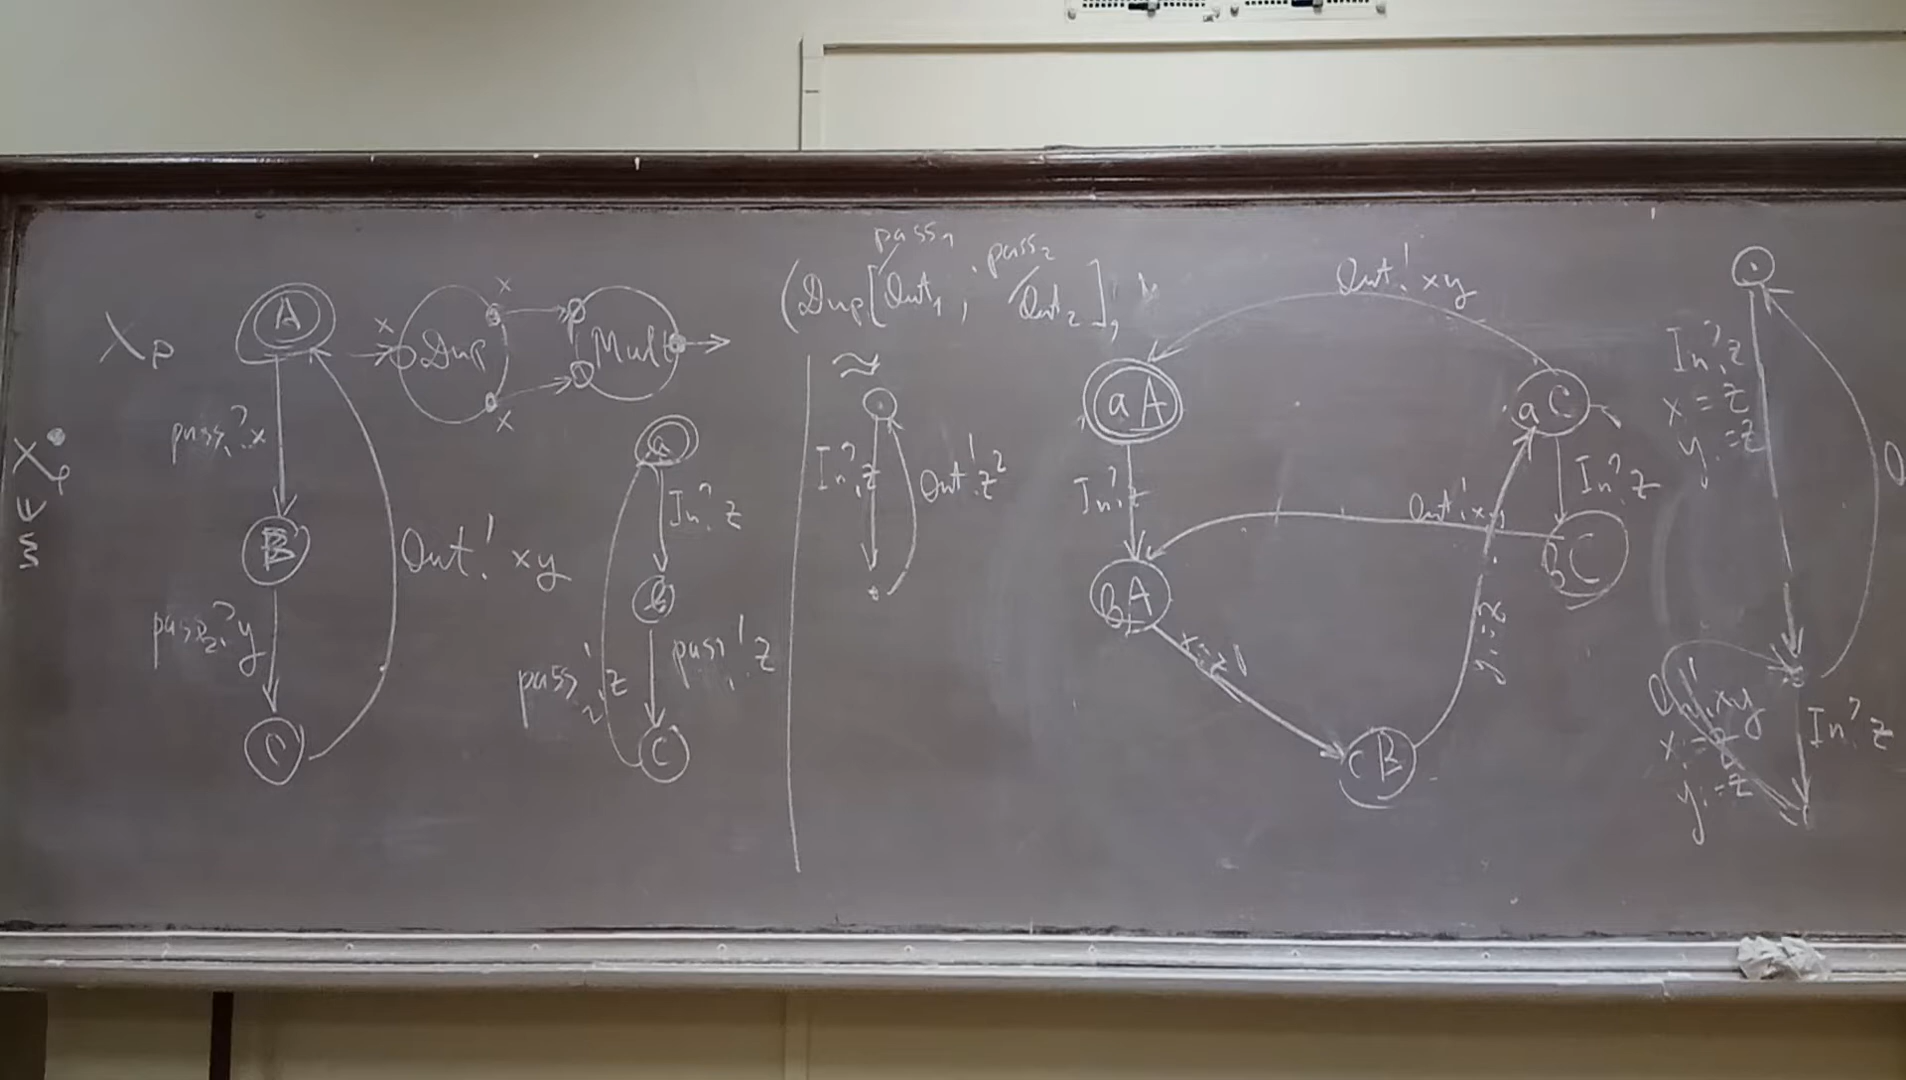 A
pass₁?x
B
pass₂?y
C
Out!xy
x
Dup
x
x
Mult
a
In?z
b
pass₁!z
pass₂!z
c
pass₁
pass₂
(Dup[Out₁, Out₂],
≈
In?z
Out!z²
Out!xy
aA
In?z
bA
x:=z
cB
y:=z
aC
In?z
Out!xy
bC
In?z
x:=z
y:=z
Out!xy
x:=z
y:=z
In?z